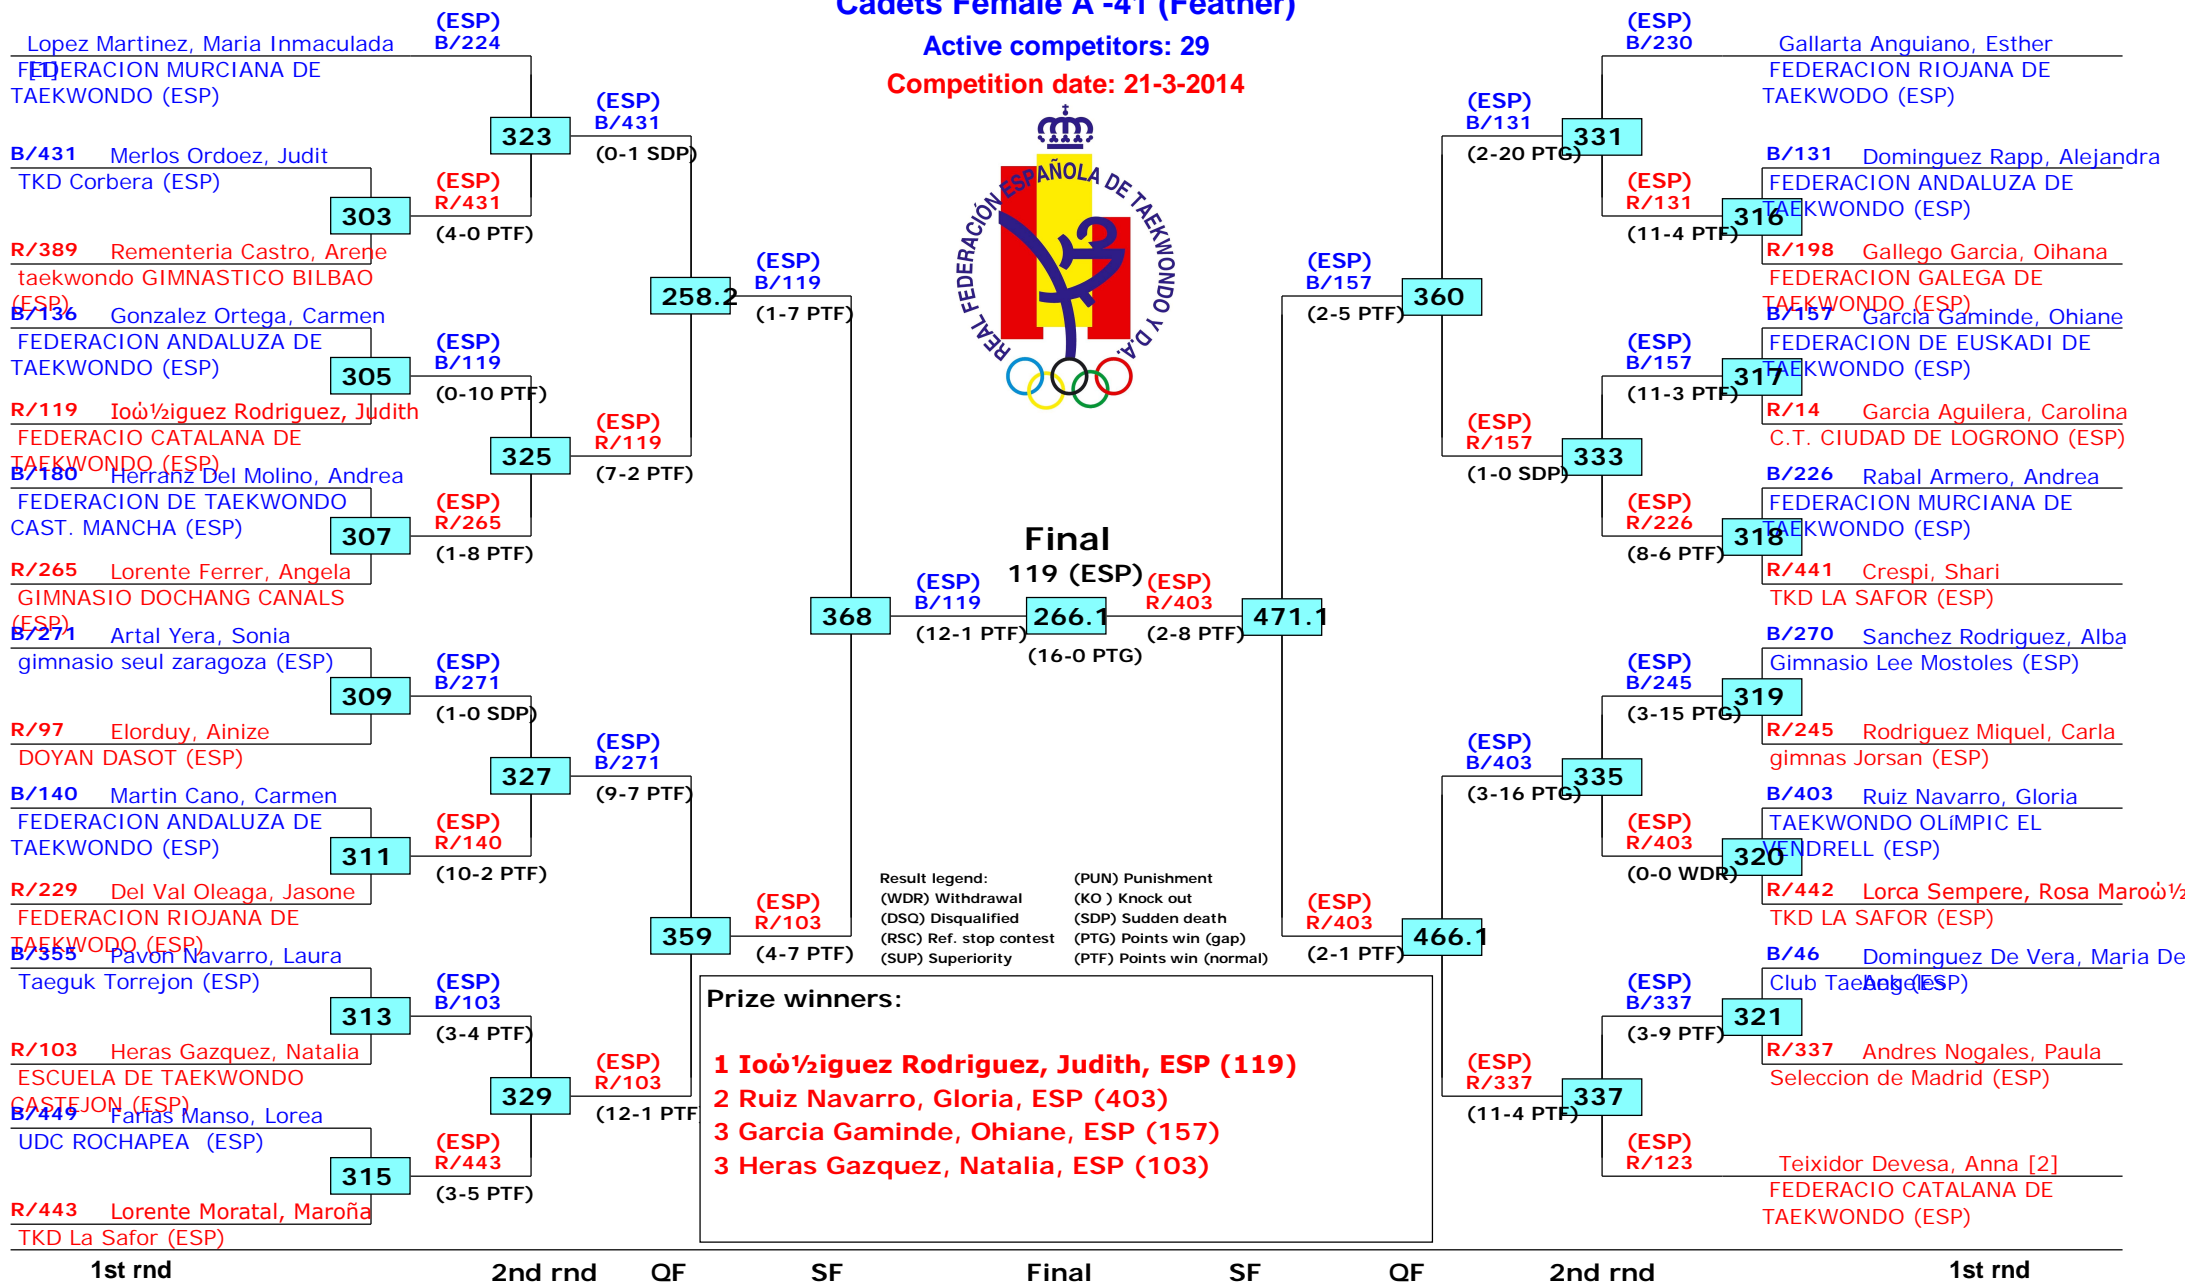 Cadets Female A -41 (Feather)
Active competitors: 29
Competition date: 21-3-2014
REAL FEDERACIÓN ESPAÑOLA DE TAEKWONDO Y D.A.
Lopez Martinez, Maria Inmaculada
[1]
FEDERACION MURCIANA DE
TAEKWONDO (ESP)
B/431 Merlos Ordoez, Judit
TKD Corbera (ESP)
R/389 Rementeria Castro, Arene
taekwondo GIMNASTICO BILBAO
(ESP)
B/136 Gonzalez Ortega, Carmen
FEDERACION ANDALUZA DE
TAEKWONDO (ESP)
R/119 Ioώ½iguez Rodriguez, Judith
FEDERACIO CATALANA DE
TAEKWONDO (ESP)
B/180 Herranz Del Molino, Andrea
FEDERACION DE TAEKWONDO
CAST. MANCHA (ESP)
R/265 Lorente Ferrer, Angela
GIMNASIO DOCHANG CANALS
(ESP)
B/271 Artal Yera, Sonia
gimnasio seul zaragoza (ESP)
R/97 Elorduy, Ainize
DOYAN DASOT (ESP)
B/140 Martin Cano, Carmen
FEDERACION ANDALUZA DE
TAEKWONDO (ESP)
R/229 Del Val Oleaga, Jasone
FEDERACION RIOJANA DE
TAEKWODO (ESP)
B/355 Pavon Navarro, Laura
Taeguk Torrejon (ESP)
R/103 Heras Gazquez, Natalia
ESCUELA DE TAEKWONDO
CASTEJON (ESP)
B/449 Farias Manso, Lorea
UDC ROCHAPEA (ESP)
R/443 Lorente Moratal, Maroña
TKD La Safor (ESP)
303
305
307
309
311
313
315
(ESP)
B/224
(ESP)
R/431
(4-0 PTF)
(ESP)
B/119
(0-10 PTF)
(ESP)
R/265
(1-8 PTF)
(ESP)
B/271
(1-0 SDP)
(ESP)
R/140
(10-2 PTF)
(ESP)
B/103
(3-4 PTF)
(ESP)
R/443
(3-5 PTF)
323
325
327
329
(ESP)
B/431
(0-1 SDP)
(ESP)
R/119
(7-2 PTF)
(ESP)
B/271
(9-7 PTF)
(ESP)
R/103
(12-1 PTF)
258.2
359
(ESP)
B/119
(1-7 PTF)
(ESP)
R/103
(4-7 PTF)
368
(ESP)
B/119
(12-1 PTF)
Final
119 (ESP)
266.1
(16-0 PTG)
(ESP)
R/403
(2-8 PTF)
471.1
(ESP)
B/157
(2-5 PTF)
(ESP)
R/403
(2-1 PTF)
360
466.1
(ESP)
B/131
(2-20 PTG)
(ESP)
R/157
(1-0 SDP)
(ESP)
B/403
(3-16 PTG)
(ESP)
R/337
(11-4 PTF)
331
333
335
337
(ESP)
B/230
(ESP)
R/131
(11-4 PTF)
(ESP)
B/157
(11-3 PTF)
(ESP)
R/226
(8-6 PTF)
(ESP)
B/245
(3-15 PTG)
(ESP)
R/403
(0-0 WDR)
(ESP)
B/337
(3-9 PTF)
(ESP)
R/123
316
317
318
319
320
321
Gallarta Anguiano, Esther
FEDERACION RIOJANA DE
TAEKWODO (ESP)
B/131 Dominguez Rapp, Alejandra
FEDERACION ANDALUZA DE
TAEKWONDO (ESP)
R/198 Gallego Garcia, Oihana
FEDERACION GALEGA DE
TAEKWONDO (ESP)
B/157 Garcia Gaminde, Ohiane
FEDERACION DE EUSKADI DE
TAEKWONDO (ESP)
R/14 Garcia Aguilera, Carolina
C.T. CIUDAD DE LOGRONO (ESP)
B/226 Rabal Armero, Andrea
FEDERACION MURCIANA DE
TAEKWONDO (ESP)
R/441 Crespi, Shari
TKD LA SAFOR (ESP)
B/270 Sanchez Rodriguez, Alba
Gimnasio Lee Mostoles (ESP)
R/245 Rodriguez Miquel, Carla
gimnas Jorsan (ESP)
B/403 Ruiz Navarro, Gloria
TAEKWONDO OLíMPIC EL
VENDRELL (ESP)
R/442 Lorca Sempere, Rosa Maroώ½
TKD LA SAFOR (ESP)
B/46 Dominguez De Vera, Maria De
Club (ESP)
R/337 Andres Nogales, Paula
Seleccion de Madrid (ESP)
Teixidor Devesa, Anna [2]
FEDERACIO CATALANA DE
TAEKWONDO (ESP)
Result legend:
(WDR) Withdrawal
(DSQ) Disqualified
(RSC) Ref. stop contest
(SUP) Superiority
(PUN) Punishment
(KO ) Knock out
(SDP) Sudden death
(PTG) Points win (gap)
(PTF) Points win (normal)
Prize winners:
1 Ioώ½iguez Rodriguez, Judith, ESP (119)
2 Ruiz Navarro, Gloria, ESP (403)
3 Garcia Gaminde, Ohiane, ESP (157)
3 Heras Gazquez, Natalia, ESP (103)
1st rnd 2nd rnd QF SF Final SF QF 2nd rnd 1st rnd